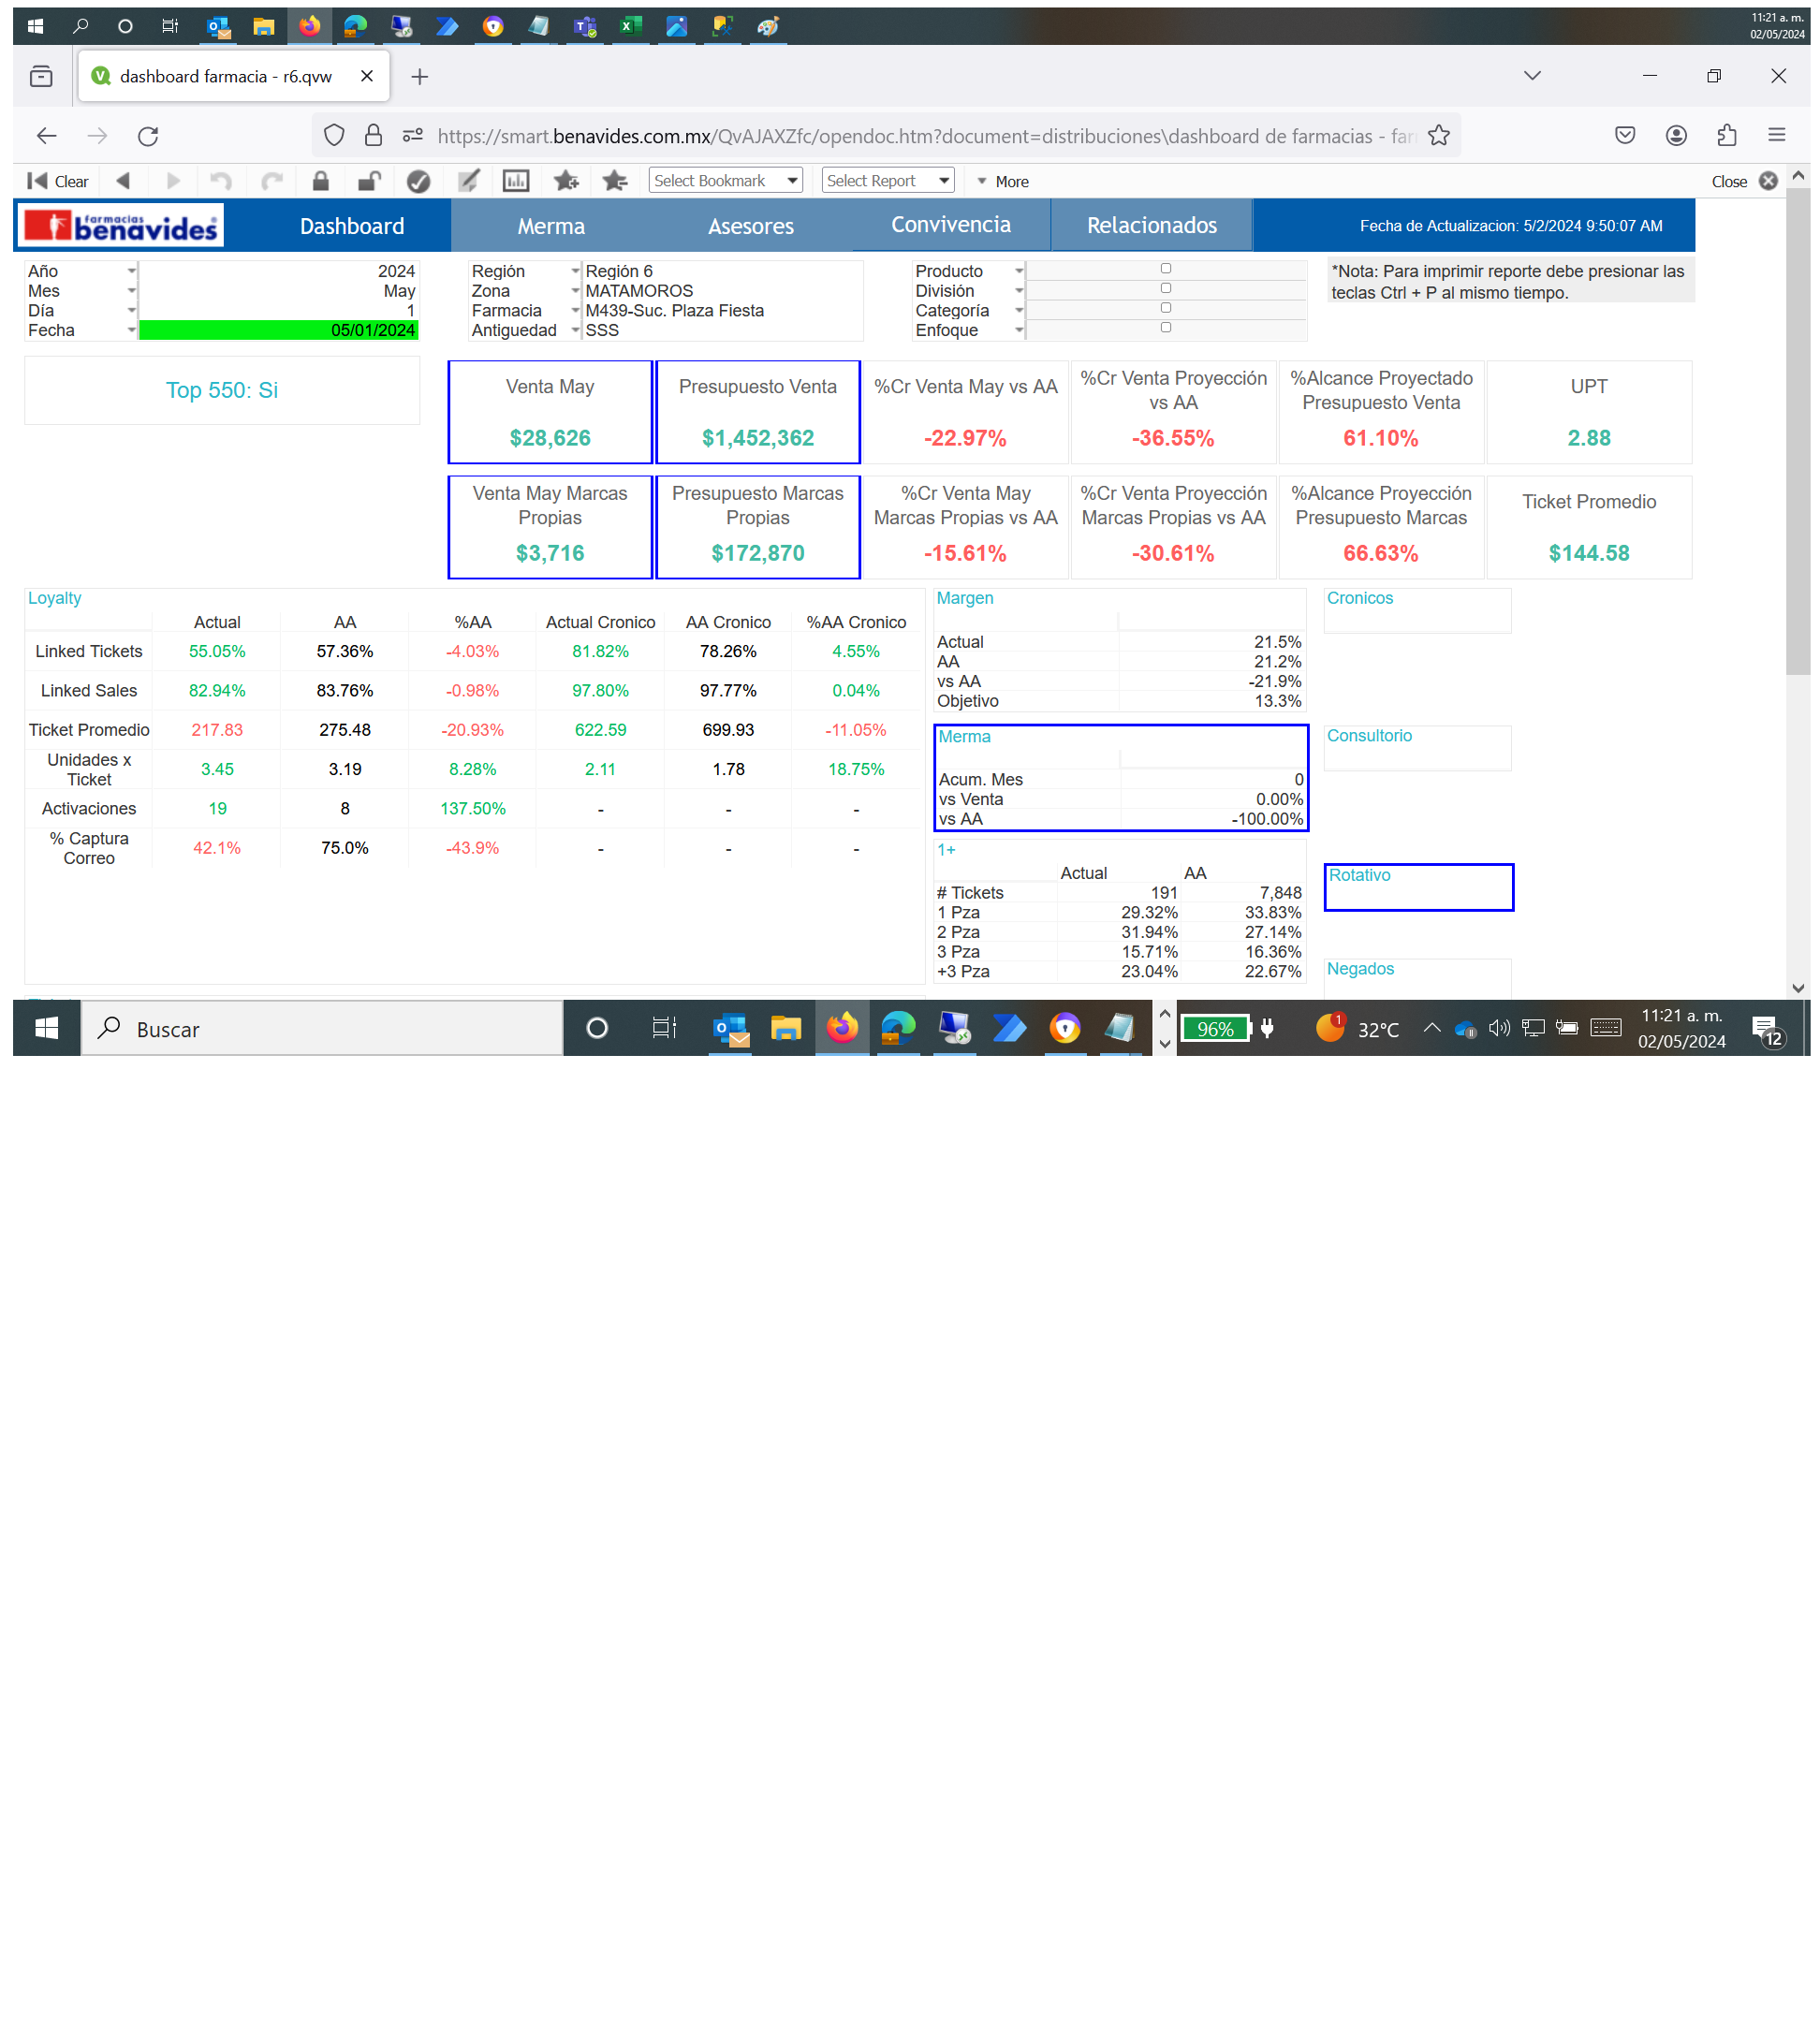 11:21 a. m.
02/05/2024
dashboard farmacia - r6.qvw
https://smart.benavides.com.mx/QvAJAXZfc/opendoc.htm?document=distribuciones\dashboard de farmacias - far
Clear Select Bookmark Select Report More Close
farmacias
benavides Dashboard Merma Asesores Convivencia Relacionados Fecha de Actualizacion: 5/2/2024 9:50:07 AM
Año 2024 Región Región 6 Producto *Nota: Para imprimir reporte debe presionar las
Mes May Zona MATAMOROS División teclas Ctrl + P al mismo tiempo.
Día 1 Farmacia M439-Suc. Plaza Fiesta Categoría
Fecha 05/01/2024 Antiguedad SSS Enfoque
Top 550: Si
Venta May Presupuesto Venta %Cr Venta May vs AA %Cr Venta Proyección vs AA %Alcance Proyectado Presupuesto Venta UPT
$28,626 $1,452,362 -22.97% -36.55% 61.10% 2.88
Venta May Marcas Propias Presupuesto Marcas Propias %Cr Venta May Marcas Propias vs AA %Cr Venta Proyección Marcas Propias vs AA %Alcance Proyección Presupuesto Marcas Ticket Promedio
$3,716 $172,870 -15.61% -30.61% 66.63% $144.58
Loyalty
Actual AA %AA Actual Cronico AA Cronico %AA Cronico
Linked Tickets 55.05% 57.36% -4.03% 81.82% 78.26% 4.55%
Linked Sales 82.94% 83.76% -0.98% 97.80% 97.77% 0.04%
Ticket Promedio 217.83 275.48 -20.93% 622.59 699.93 -11.05%
Unidades x Ticket 3.45 3.19 8.28% 2.11 1.78 18.75%
Activaciones 19 8 137.50% - - -
% Captura Correo 42.1% 75.0% -43.9% - - -
Margen
Actual 21.5%
AA 21.2%
vs AA -21.9%
Objetivo 13.3%
Merma
Acum. Mes 0
vs Venta 0.00%
vs AA -100.00%
1+
Actual AA
# Tickets 191 7,848
1 Pza 29.32% 33.83%
2 Pza 31.94% 27.14%
3 Pza 15.71% 16.36%
+3 Pza 23.04% 22.67%
Cronicos
Consultorio
Rotativo
Negados
Buscar 96% 1 32°C 11:21 a. m.
02/05/2024 12